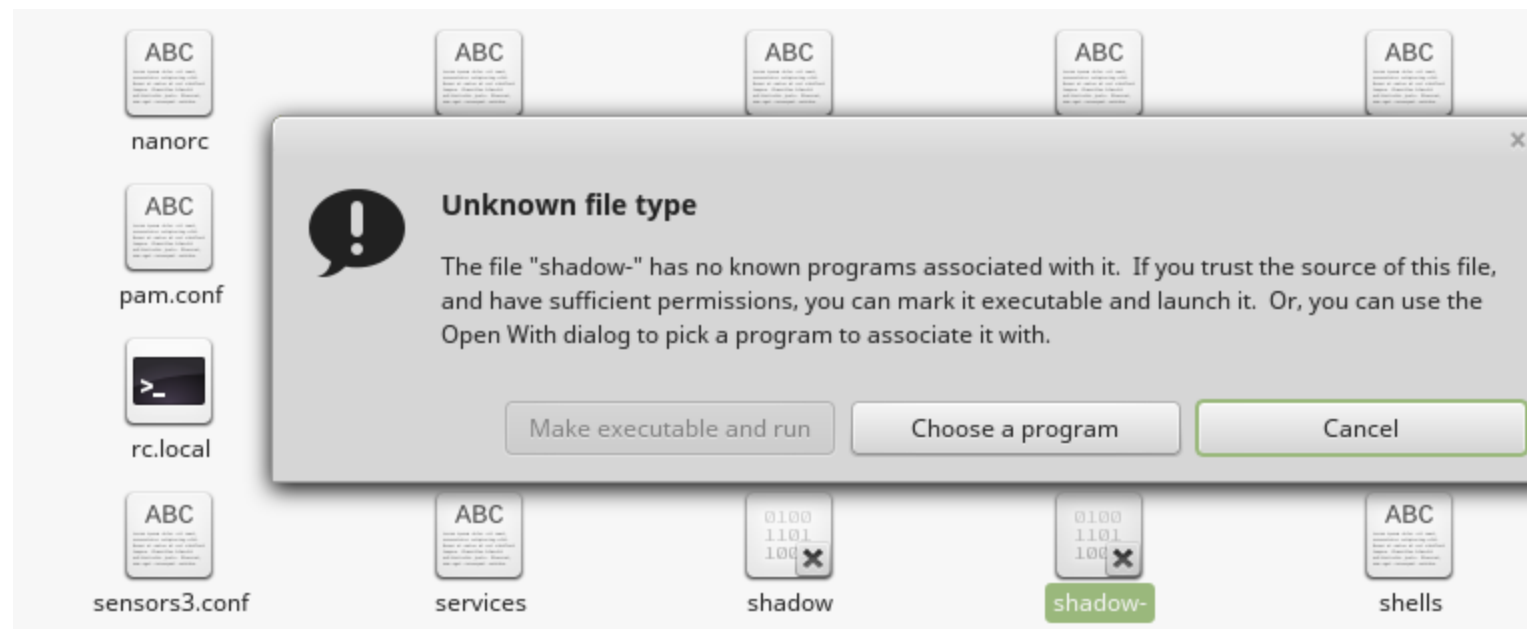 ABC
ABC
ABC
ABC
ABC
nanorc
×
ABC
pam.conf
Unknown file type
The file "shadow-" has no known programs associated with it.  If you trust the source of this file,
and have sufficient permissions, you can mark it executable and launch it.  Or, you can use the
Open With dialog to pick a program to associate it with.
>_
rc.local
Make executable and run
Choose a program
Cancel
ABC
sensors3.conf
ABC
services
0100
1101
100
shadow
0100
1101
100
shadow-
ABC
shells